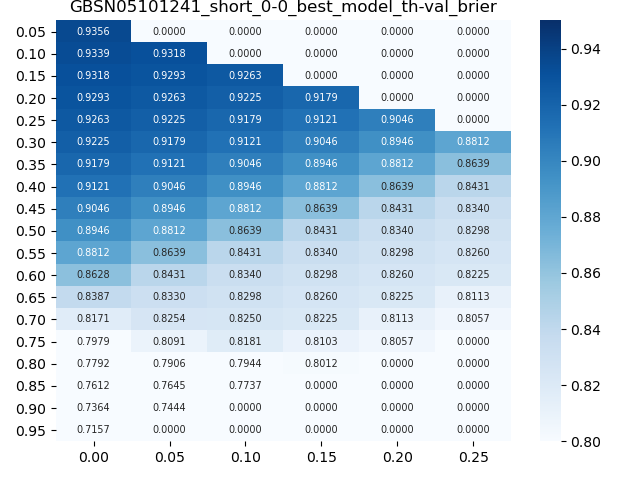 GBSN05101241_short_0-0_best_model_th-val_brier
0.05 0.9356 0.0000 0.0000 0.0000 0.0000 0.0000
0.10 0.9339 0.9318 0.0000 0.0000 0.0000 0.0000
0.15 0.9318 0.9293 0.9263 0.0000 0.0000 0.0000
0.20 0.9293 0.9263 0.9225 0.9179 0.0000 0.0000
0.25 0.9263 0.9225 0.9179 0.9121 0.9046 0.0000
0.30 0.9225 0.9179 0.9121 0.9046 0.8946 0.8812
0.35 0.9179 0.9121 0.9046 0.8946 0.8812 0.8639
0.40 0.9121 0.9046 0.8946 0.8812 0.8639 0.8431
0.45 0.9046 0.8946 0.8812 0.8639 0.8431 0.8340
0.50 0.8946 0.8812 0.8639 0.8431 0.8340 0.8298
0.55 0.8812 0.8639 0.8431 0.8340 0.8298 0.8260
0.60 0.8628 0.8431 0.8340 0.8298 0.8260 0.8225
0.65 0.8387 0.8330 0.8298 0.8260 0.8225 0.8113
0.70 0.8171 0.8254 0.8250 0.8225 0.8113 0.8057
0.75 0.7979 0.8091 0.8181 0.8103 0.8057 0.0000
0.80 0.7792 0.7906 0.7944 0.8012 0.0000 0.0000
0.85 0.7612 0.7645 0.7737 0.0000 0.0000 0.0000
0.90 0.7364 0.7444 0.0000 0.0000 0.0000 0.0000
0.95 0.7157 0.0000 0.0000 0.0000 0.0000 0.0000
0.00 0.05 0.10 0.15 0.20 0.25
0.94
0.92
0.90
0.88
0.86
0.84
0.82
0.80